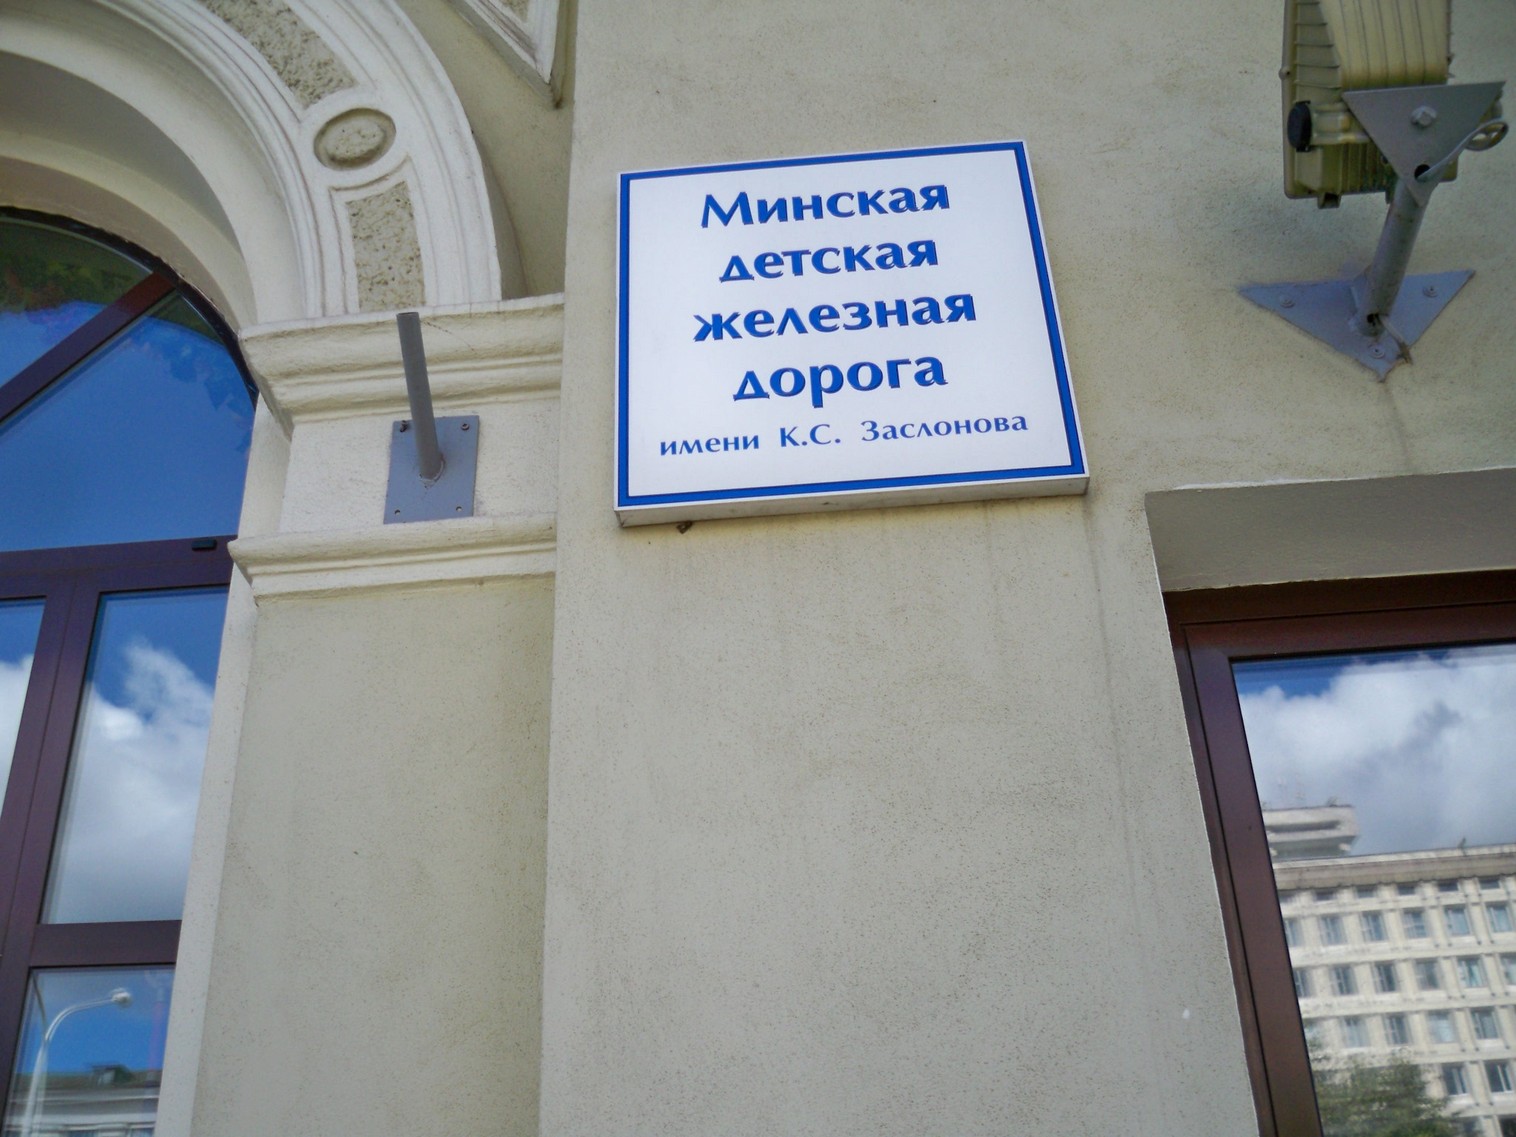 Минская
детская
железная
дорога
имени К.С. Заслонова